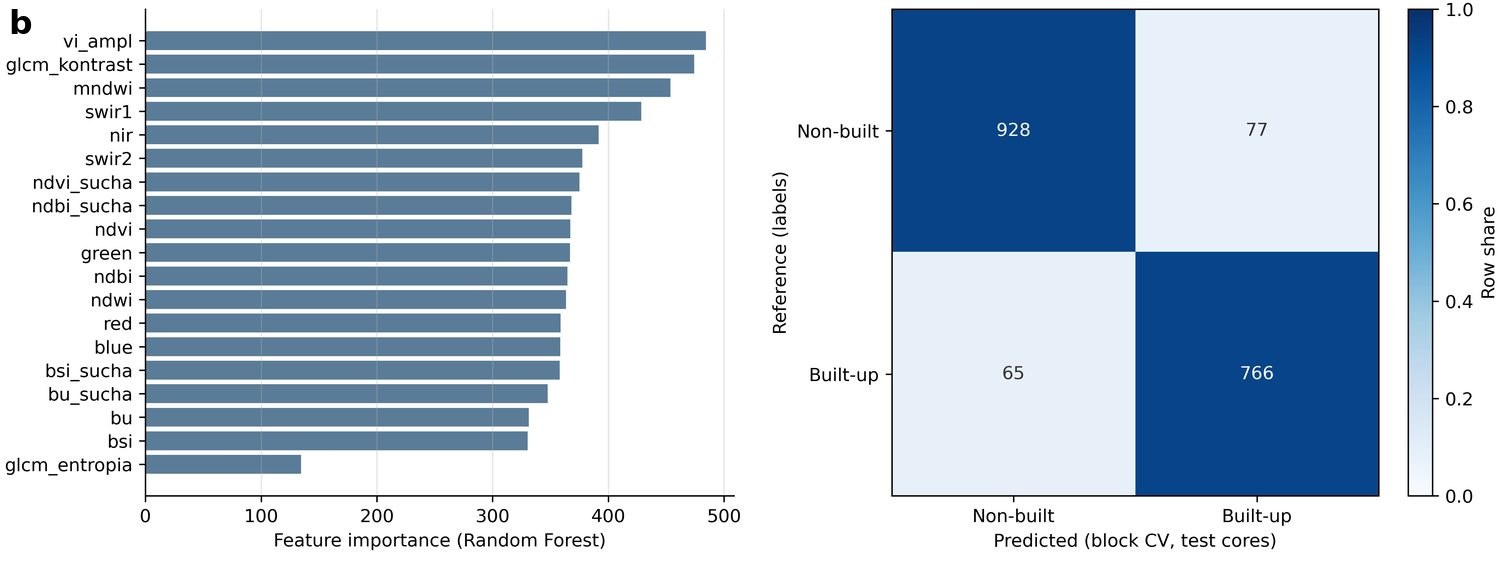 b
vi_ampl
glcm_kontrast
mndwi
swir1
nir
swir2
ndvi_sucha
ndbi_sucha
ndvi
green
ndbi
ndwi
red
blue
bsi_sucha
bu_sucha
bu
bsi
glcm_entropia
0 100 200 300 400 500
Feature importance (Random Forest)
Reference (labels)
Non-built
Built-up
928 77
65 766
Non-built Built-up
Predicted (block CV, test cores)
1.0
0.8
0.6
0.4
0.2
0.0
Row share